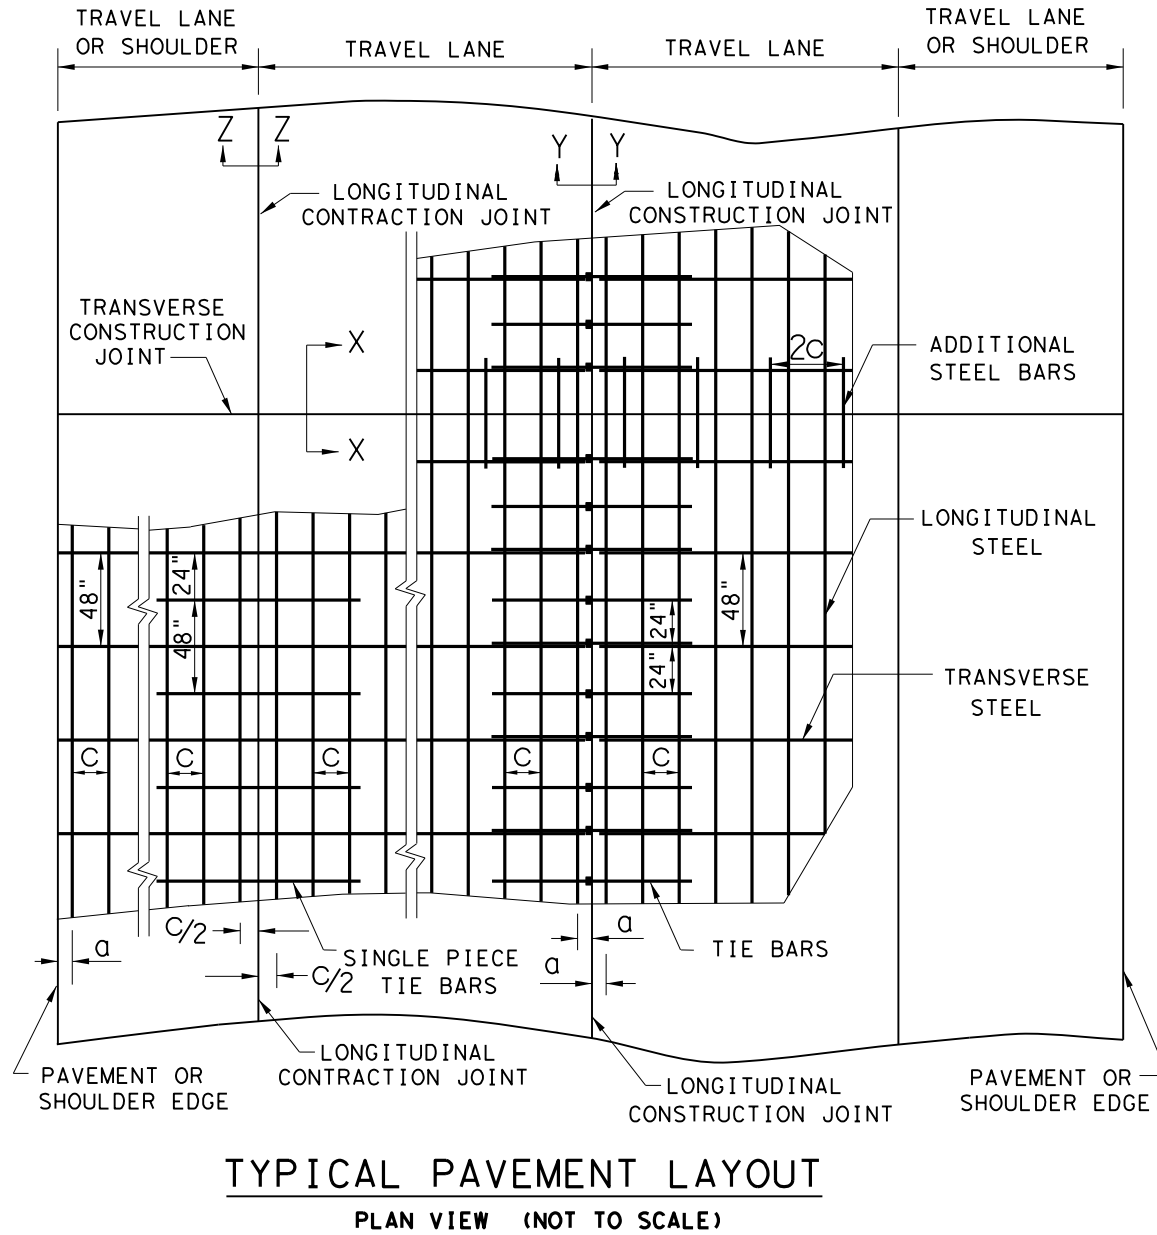 TRAVEL LANE
OR SHOULDER
TRAVEL LANE
TRAVEL LANE
TRAVEL LANE
OR SHOULDER
Z Z
Y Y
LONGITUDINAL
CONTRACTION JOINT
LONGITUDINAL
CONSTRUCTION JOINT
TRANSVERSE
CONSTRUCTION
JOINT
X
X
2c
ADDITIONAL
STEEL BARS
LONGITUDINAL
STEEL
48"
24"
48"
24"
24"
48"
TRANSVERSE
STEEL
C
C
C
C
C
C/2
a
C/2
a
a
SINGLE PIECE
TIE BARS
TIE BARS
PAVEMENT OR
SHOULDER EDGE
LONGITUDINAL
CONTRACTION JOINT
LONGITUDINAL
CONSTRUCTION JOINT
PAVEMENT OR
SHOULDER EDGE
TYPICAL PAVEMENT LAYOUT
PLAN VIEW (NOT TO SCALE)